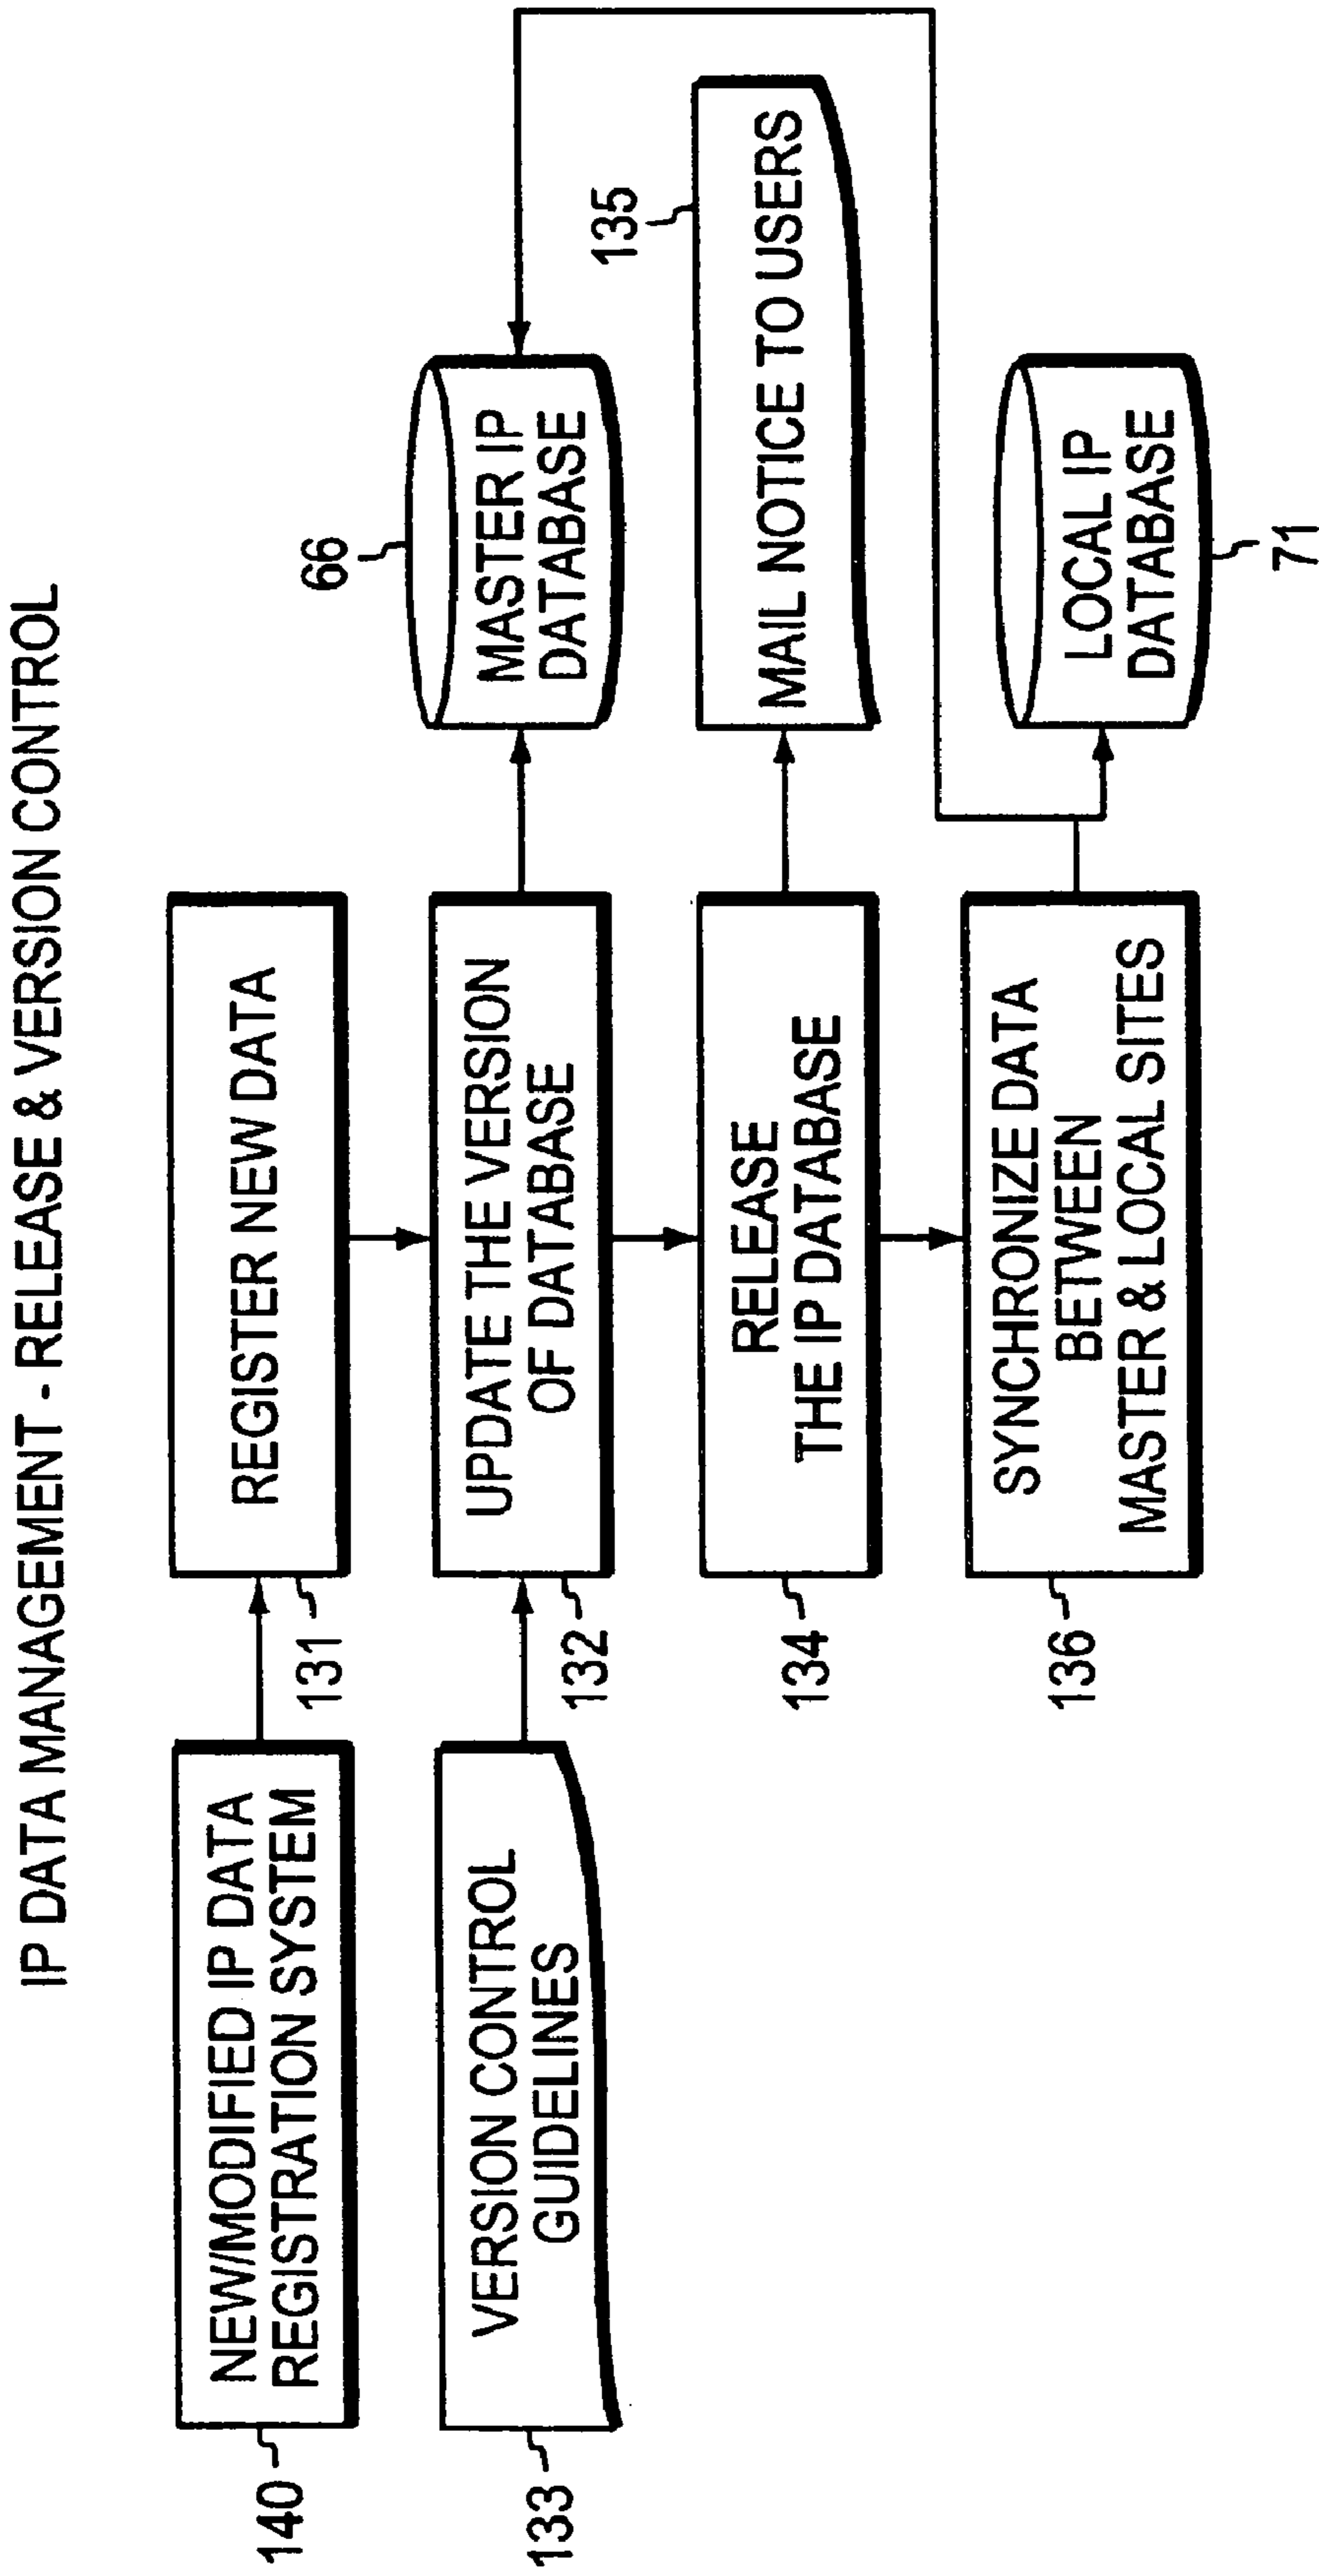 IP DATA MANAGEMENT - RELEASE & VERSION CONTROL
140
NEW/MODIFIED IP DATA
REGISTRATION SYSTEM
131
REGISTER NEW DATA
133
VERSION CONTROL
GUIDELINES
132
UPDATE THE VERSION
OF DATABASE
66
MASTER IP
DATABASE
134
RELEASE
THE IP DATABASE
135
MAIL NOTICE TO USERS
136
SYNCHRONIZE DATA
BETWEEN
MASTER & LOCAL SITES
LOCAL IP
DATABASE
71